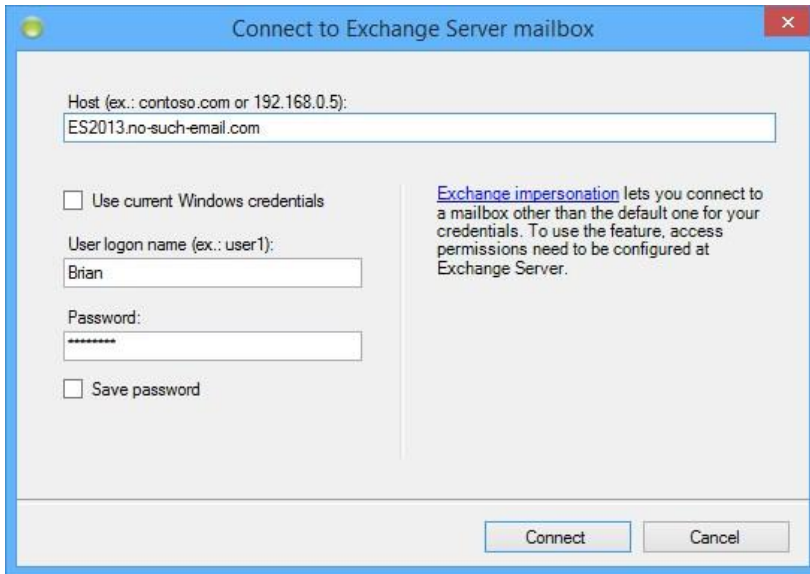 Connect to Exchange Server mailbox
Host (ex.: contoso.com or 192.168.0.5):
ES2013.no-such-email.com
Use current Windows credentials
User logon name (ex.: user1):
Brian
Password:
********
Save password
Exchange impersonation lets you connect to
a mailbox other than the default one for your
credentials. To use the feature, access
permissions need to be configured at
Exchange Server.
Connect
Cancel